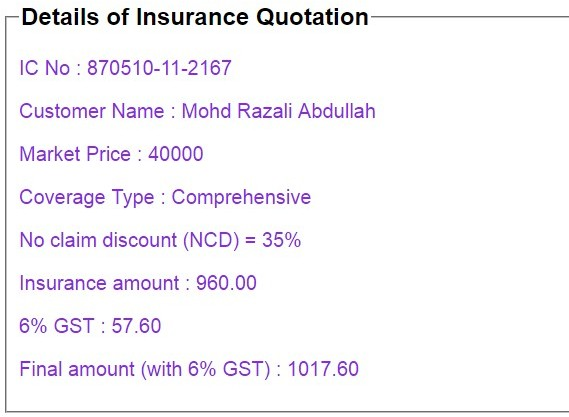 Details of Insurance Quotation
IC No : 870510-11-2167
Customer Name : Mohd Razali Abdullah
Market Price : 40000
Coverage Type : Comprehensive
No claim discount (NCD) = 35%
Insurance amount : 960.00
6% GST : 57.60
Final amount (with 6% GST) : 1017.60